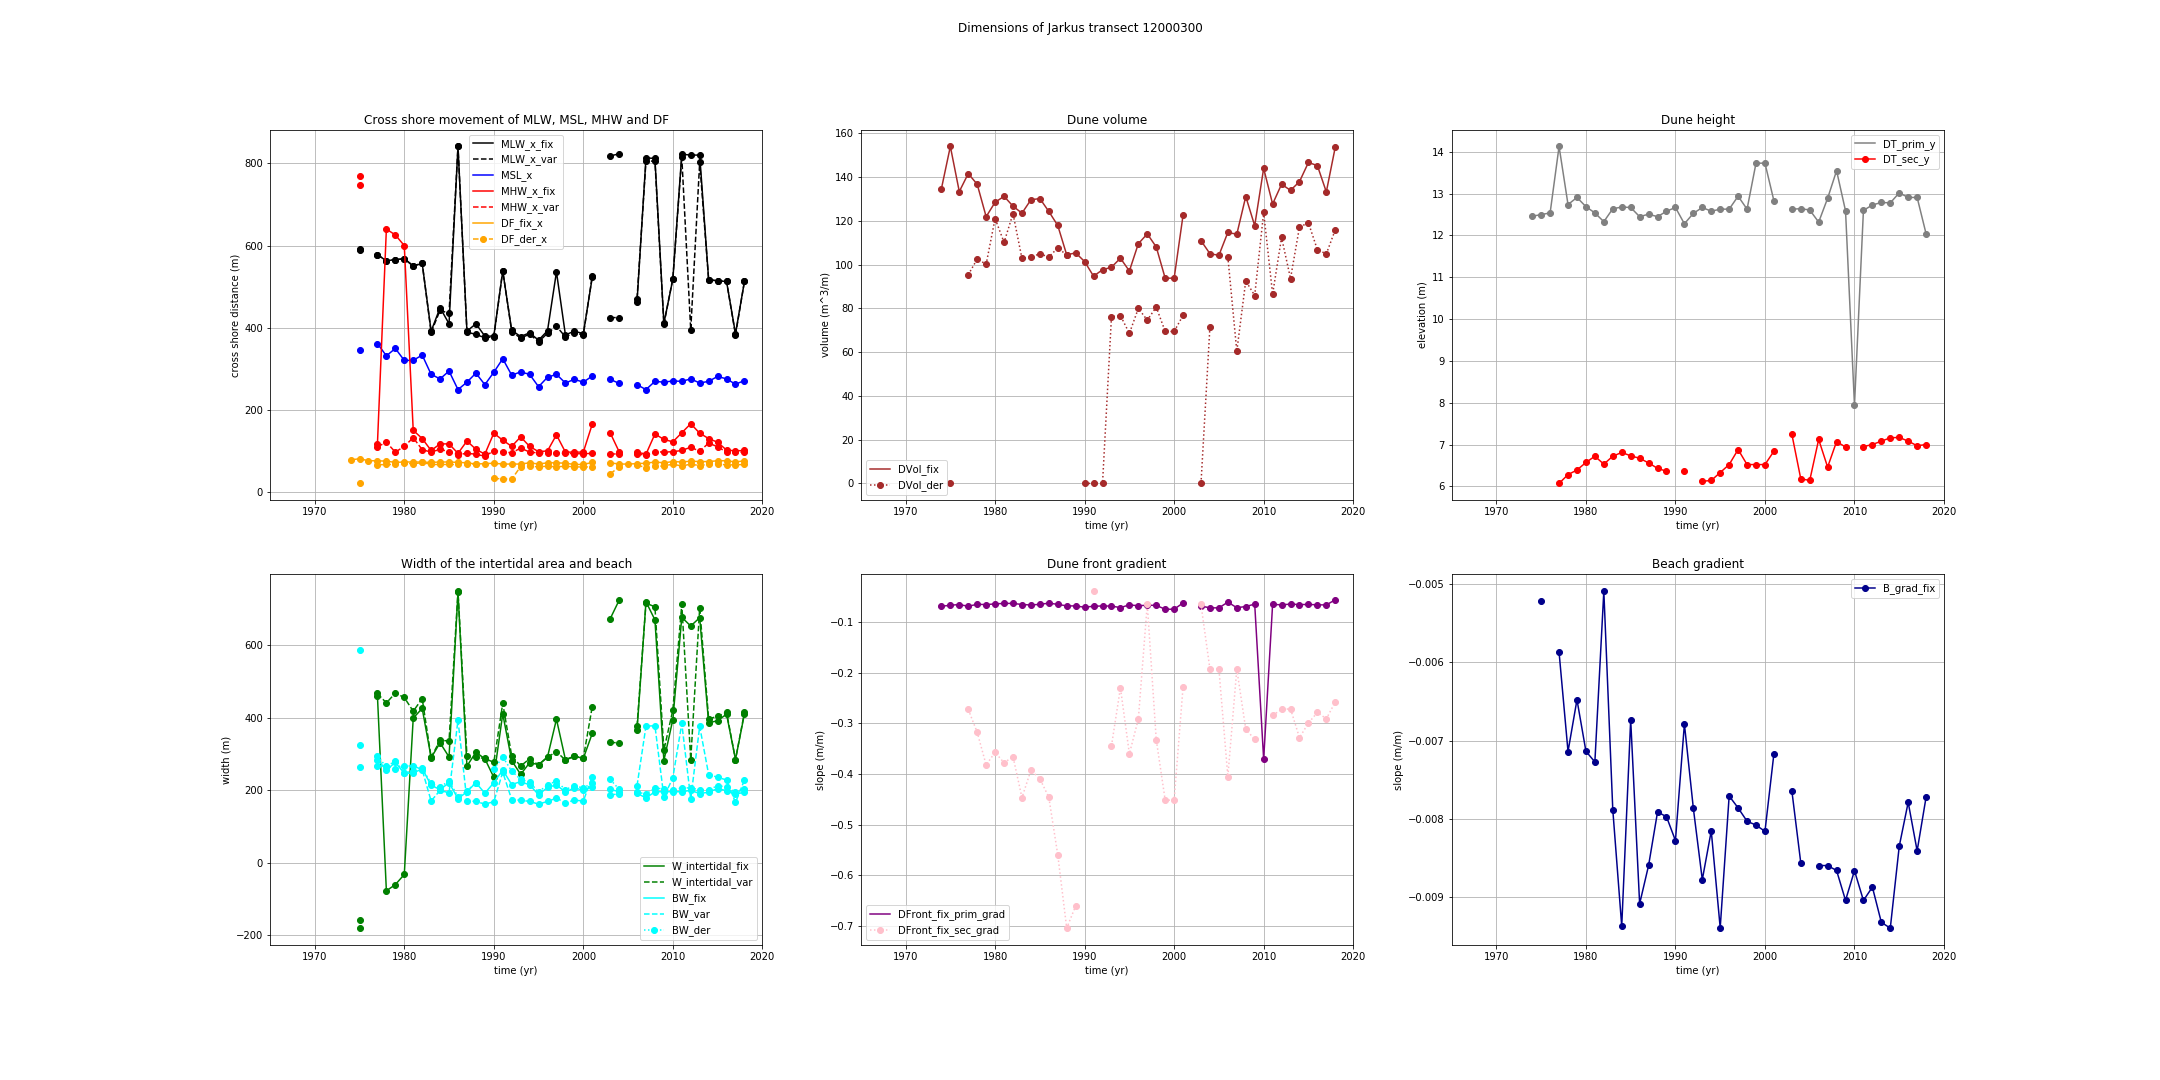 Dimensions of Jarkus transect 12000300
Cross shore movement of MLW, MSL, MHW and DF
cross shore distance (m)
800
600
400
200
0
1970 1980 1990 2000 2010 2020
time (yr)
MLW_x_fix
MLW_x_var
MSL_x
MHW_x_fix
MHW_x_var
DF_fix_x
DF_der_x
Dune volume
volume (m^3/m)
160
140
120
100
80
60
40
20
0
1970 1980 1990 2000 2010 2020
time (yr)
DVol_fix
DVol_der
Dune height
elevation (m)
14
13
12
11
10
9
8
7
6
1970 1980 1990 2000 2010 2020
time (yr)
DT_prim_y
DT_sec_y
Width of the intertidal area and beach
width (m)
600
400
200
0
−200
1970 1980 1990 2000 2010 2020
time (yr)
W_intertidal_fix
W_intertidal_var
BW_fix
BW_var
BW_der
Dune front gradient
slope (m/m)
−0.1
−0.2
−0.3
−0.4
−0.5
−0.6
−0.7
1970 1980 1990 2000 2010 2020
time (yr)
DFront_fix_prim_grad
DFront_fix_sec_grad
Beach gradient
slope (m/m)
−0.005
−0.006
−0.007
−0.008
−0.009
1970 1980 1990 2000 2010 2020
time (yr)
B_grad_fix